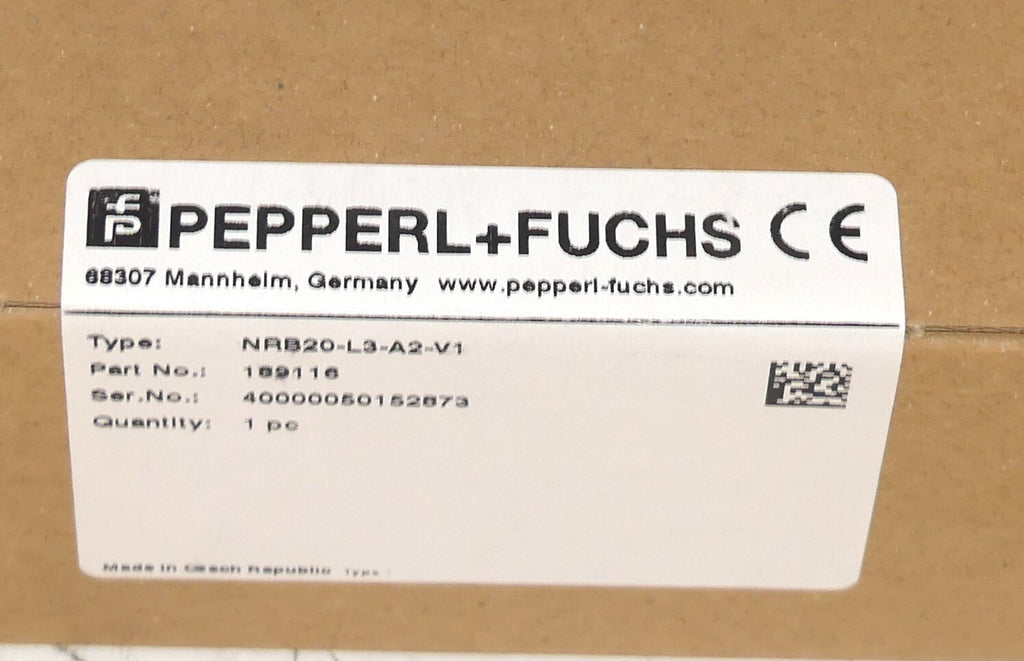 PEPPERL+FUCHS CE
68307 Mannheim, Germany www.pepperl-fuchs.com
Type: NRB20-L3-A2-V1
Part No.: 189116
Ser.No.: 40000050152873
Quantity: 1 pc
Made in Czech Republic Type